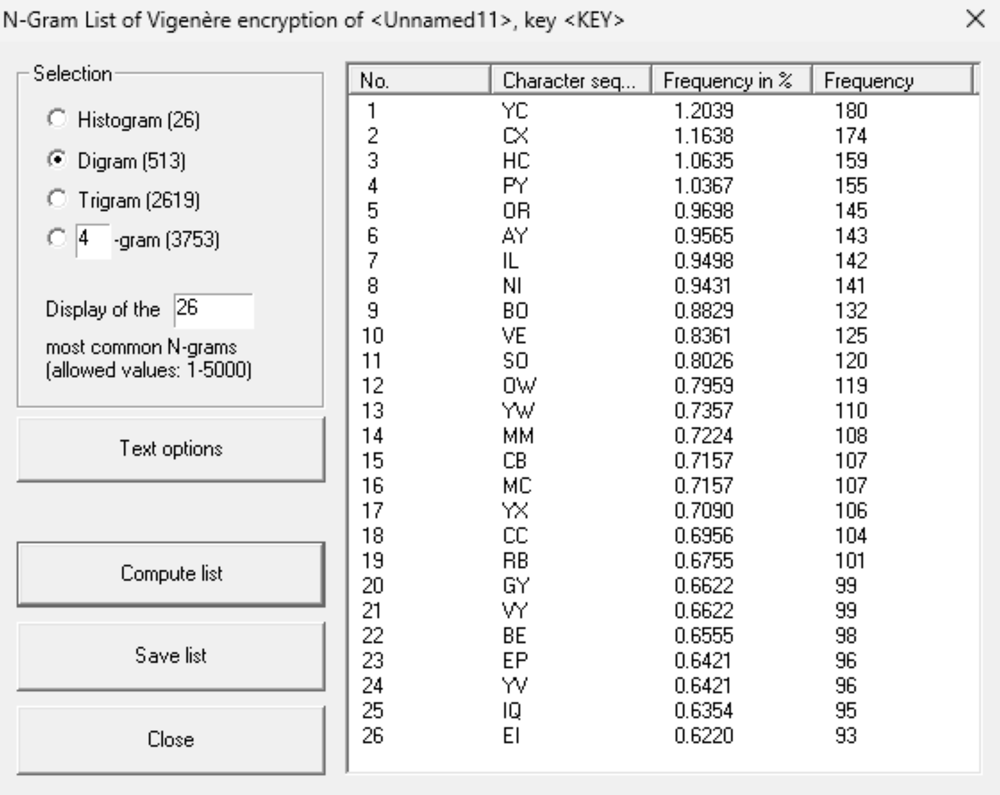 N-Gram List of Vigenère encryption of <Unnamed11>, key <KEY>
Selection
Histogram (26)
Digram (513)
Trigram (2619)
4 -gram (3753)
Display of the 26
most common N-grams
(allowed values: 1-5000)
Text options
Compute list
Save list
Close
No. Character seq... Frequency in % Frequency
1 YC 1.2039 180
2 CX 1.1638 174
3 HC 1.0635 159
4 PY 1.0367 155
5 OR 0.9698 145
6 AY 0.9565 143
7 IL 0.9498 142
8 NI 0.9431 141
9 BO 0.8829 132
10 VE 0.8361 125
11 SO 0.8026 120
12 OW 0.7959 119
13 YW 0.7357 110
14 MM 0.7224 108
15 CB 0.7157 107
16 MC 0.7157 107
17 YX 0.7090 106
18 CC 0.6956 104
19 RB 0.6755 101
20 GY 0.6622 99
21 VY 0.6622 99
22 BE 0.6555 98
23 EP 0.6421 96
24 YV 0.6421 96
25 IQ 0.6354 95
26 EI 0.6220 93